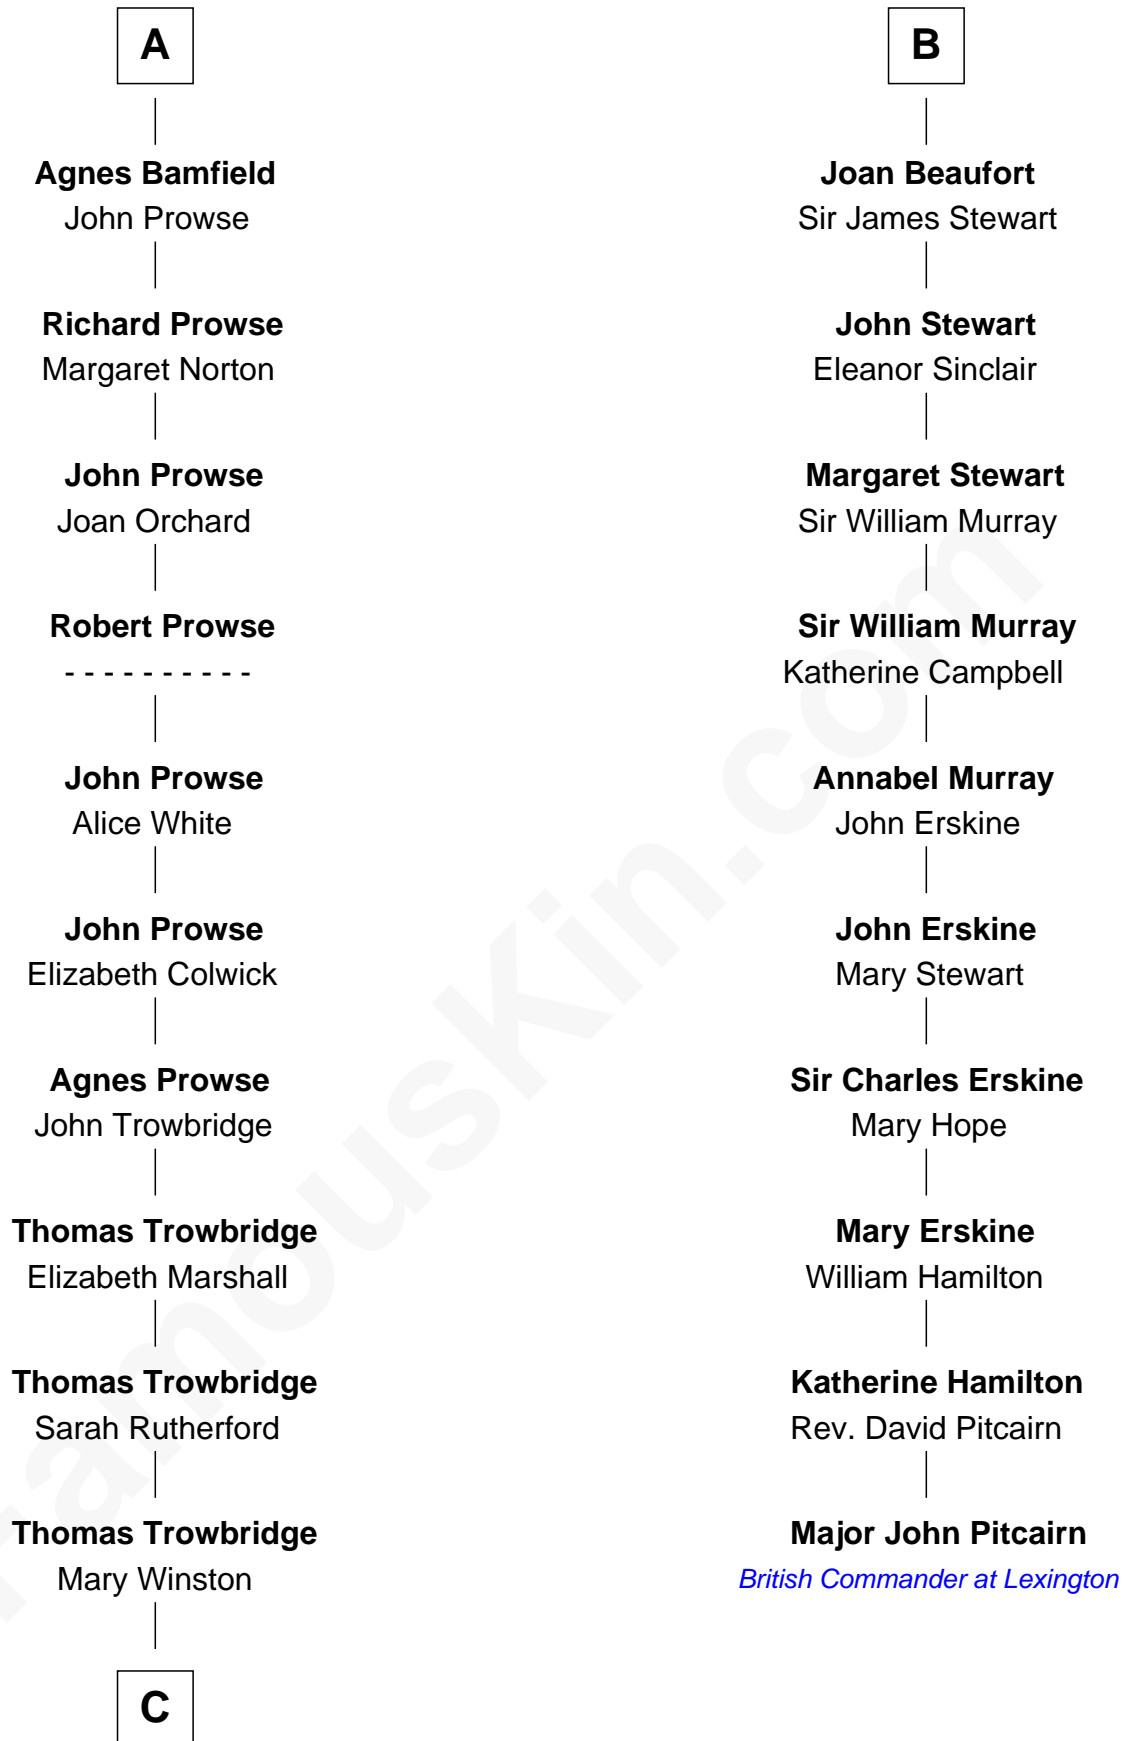 A
Agnes Bamfield
John Prowse
Richard Prowse
Margaret Norton
John Prowse
Joan Orchard
Robert Prowse
- - - - - - - - - -
John Prowse
Alice White
John Prowse
Elizabeth Colwick
Agnes Prowse
John Trowbridge
Thomas Trowbridge
Elizabeth Marshall
Thomas Trowbridge
Sarah Rutherford
Thomas Trowbridge
Mary Winston
C
B
Joan Beaufort
Sir James Stewart
John Stewart
Eleanor Sinclair
Margaret Stewart
Sir William Murray
Sir William Murray
Katherine Campbell
Annabel Murray
John Erskine
John Erskine
Mary Stewart
Sir Charles Erskine
Mary Hope
Mary Erskine
William Hamilton
Katherine Hamilton
Rev. David Pitcairn
Major John Pitcairn
British Commander at Lexington
FamousKin.com